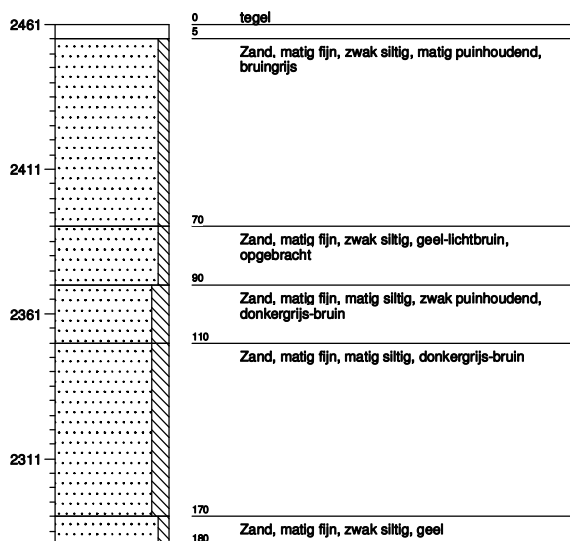 2461
0 tegel
5
Zand, matig fijn, zwak siltig, matig puinhoudend,
bruingrijs
2411
70
Zand, matig fijn, zwak siltig, geel-lichtbruin,
opgebracht
90
Zand, matig fijn, matig siltig, zwak puinhoudend,
donkergrijs-bruin
2361
110
Zand, matig fijn, matig siltig, donkergrijs-bruin
2311
170
Zand, matig fijn, zwak siltig, geel
180